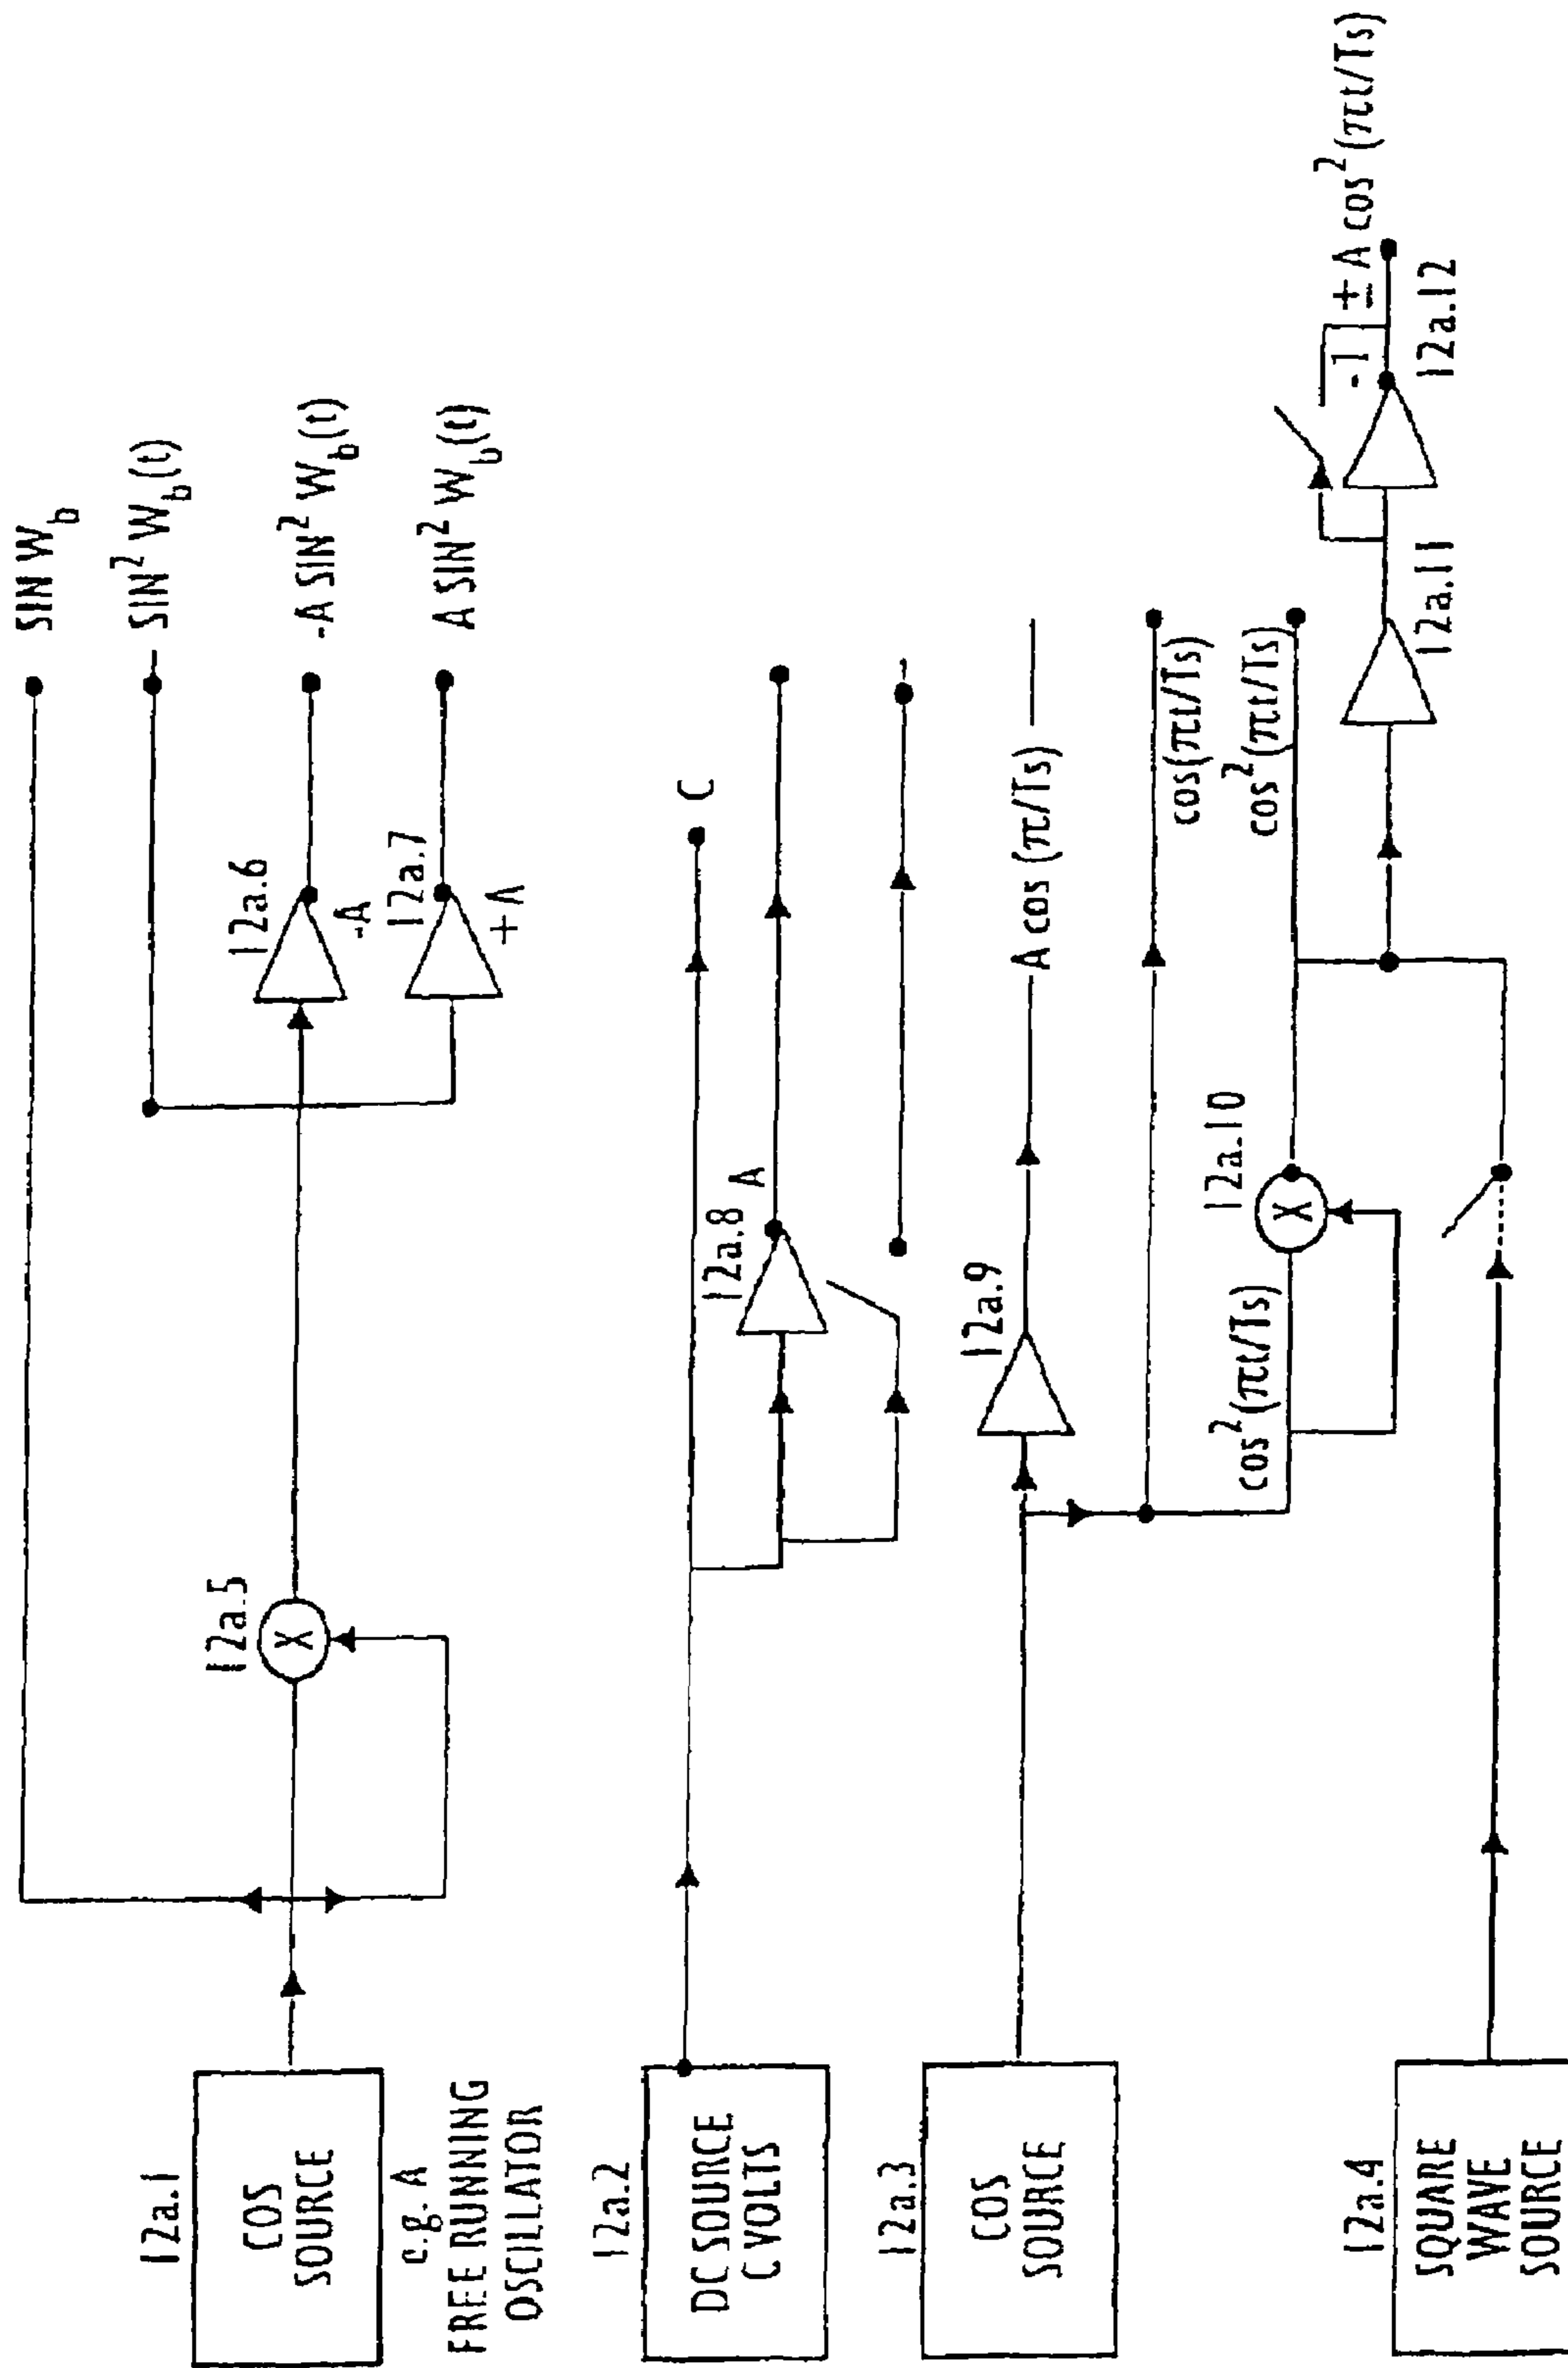 SIN W_b
SIN² W_b(t)
12a.1
COS
SOURCE
e.g. A
FREE RUNNING
OSCILLATOR
12a.5
X
12a.6
-A
-A SIN² W_b(t)
12a.7
+A
A SIN² W_b(t)
12a.2
DC SOURCE
C VOLTS
C
12a.8
A
12a.3
COS
SOURCE
12a.9
A cos (π/Ts)
cos(πt/Ts)
cos²(πt/Ts)
12a.10
X
cos²(πt/Ts)
12a.4
SQUARE
WAVE
SOURCE
12a.11
-1
12a.12
±A cos²(πt/Ts)